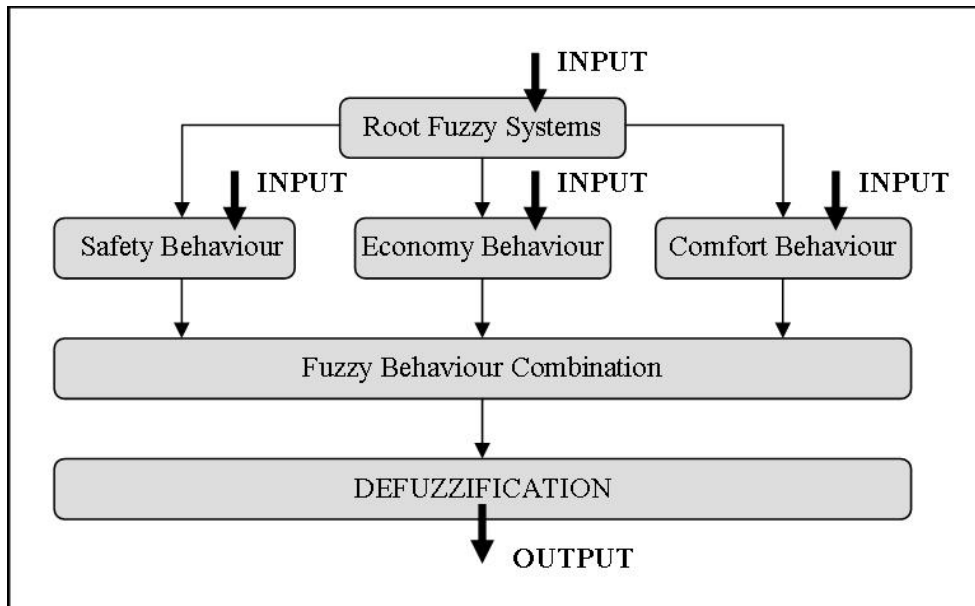 INPUT
Root Fuzzy Systems
INPUT
INPUT
INPUT
Safety Behaviour
Economy Behaviour
Comfort Behaviour
Fuzzy Behaviour Combination
DEFUZZIFICATION
OUTPUT